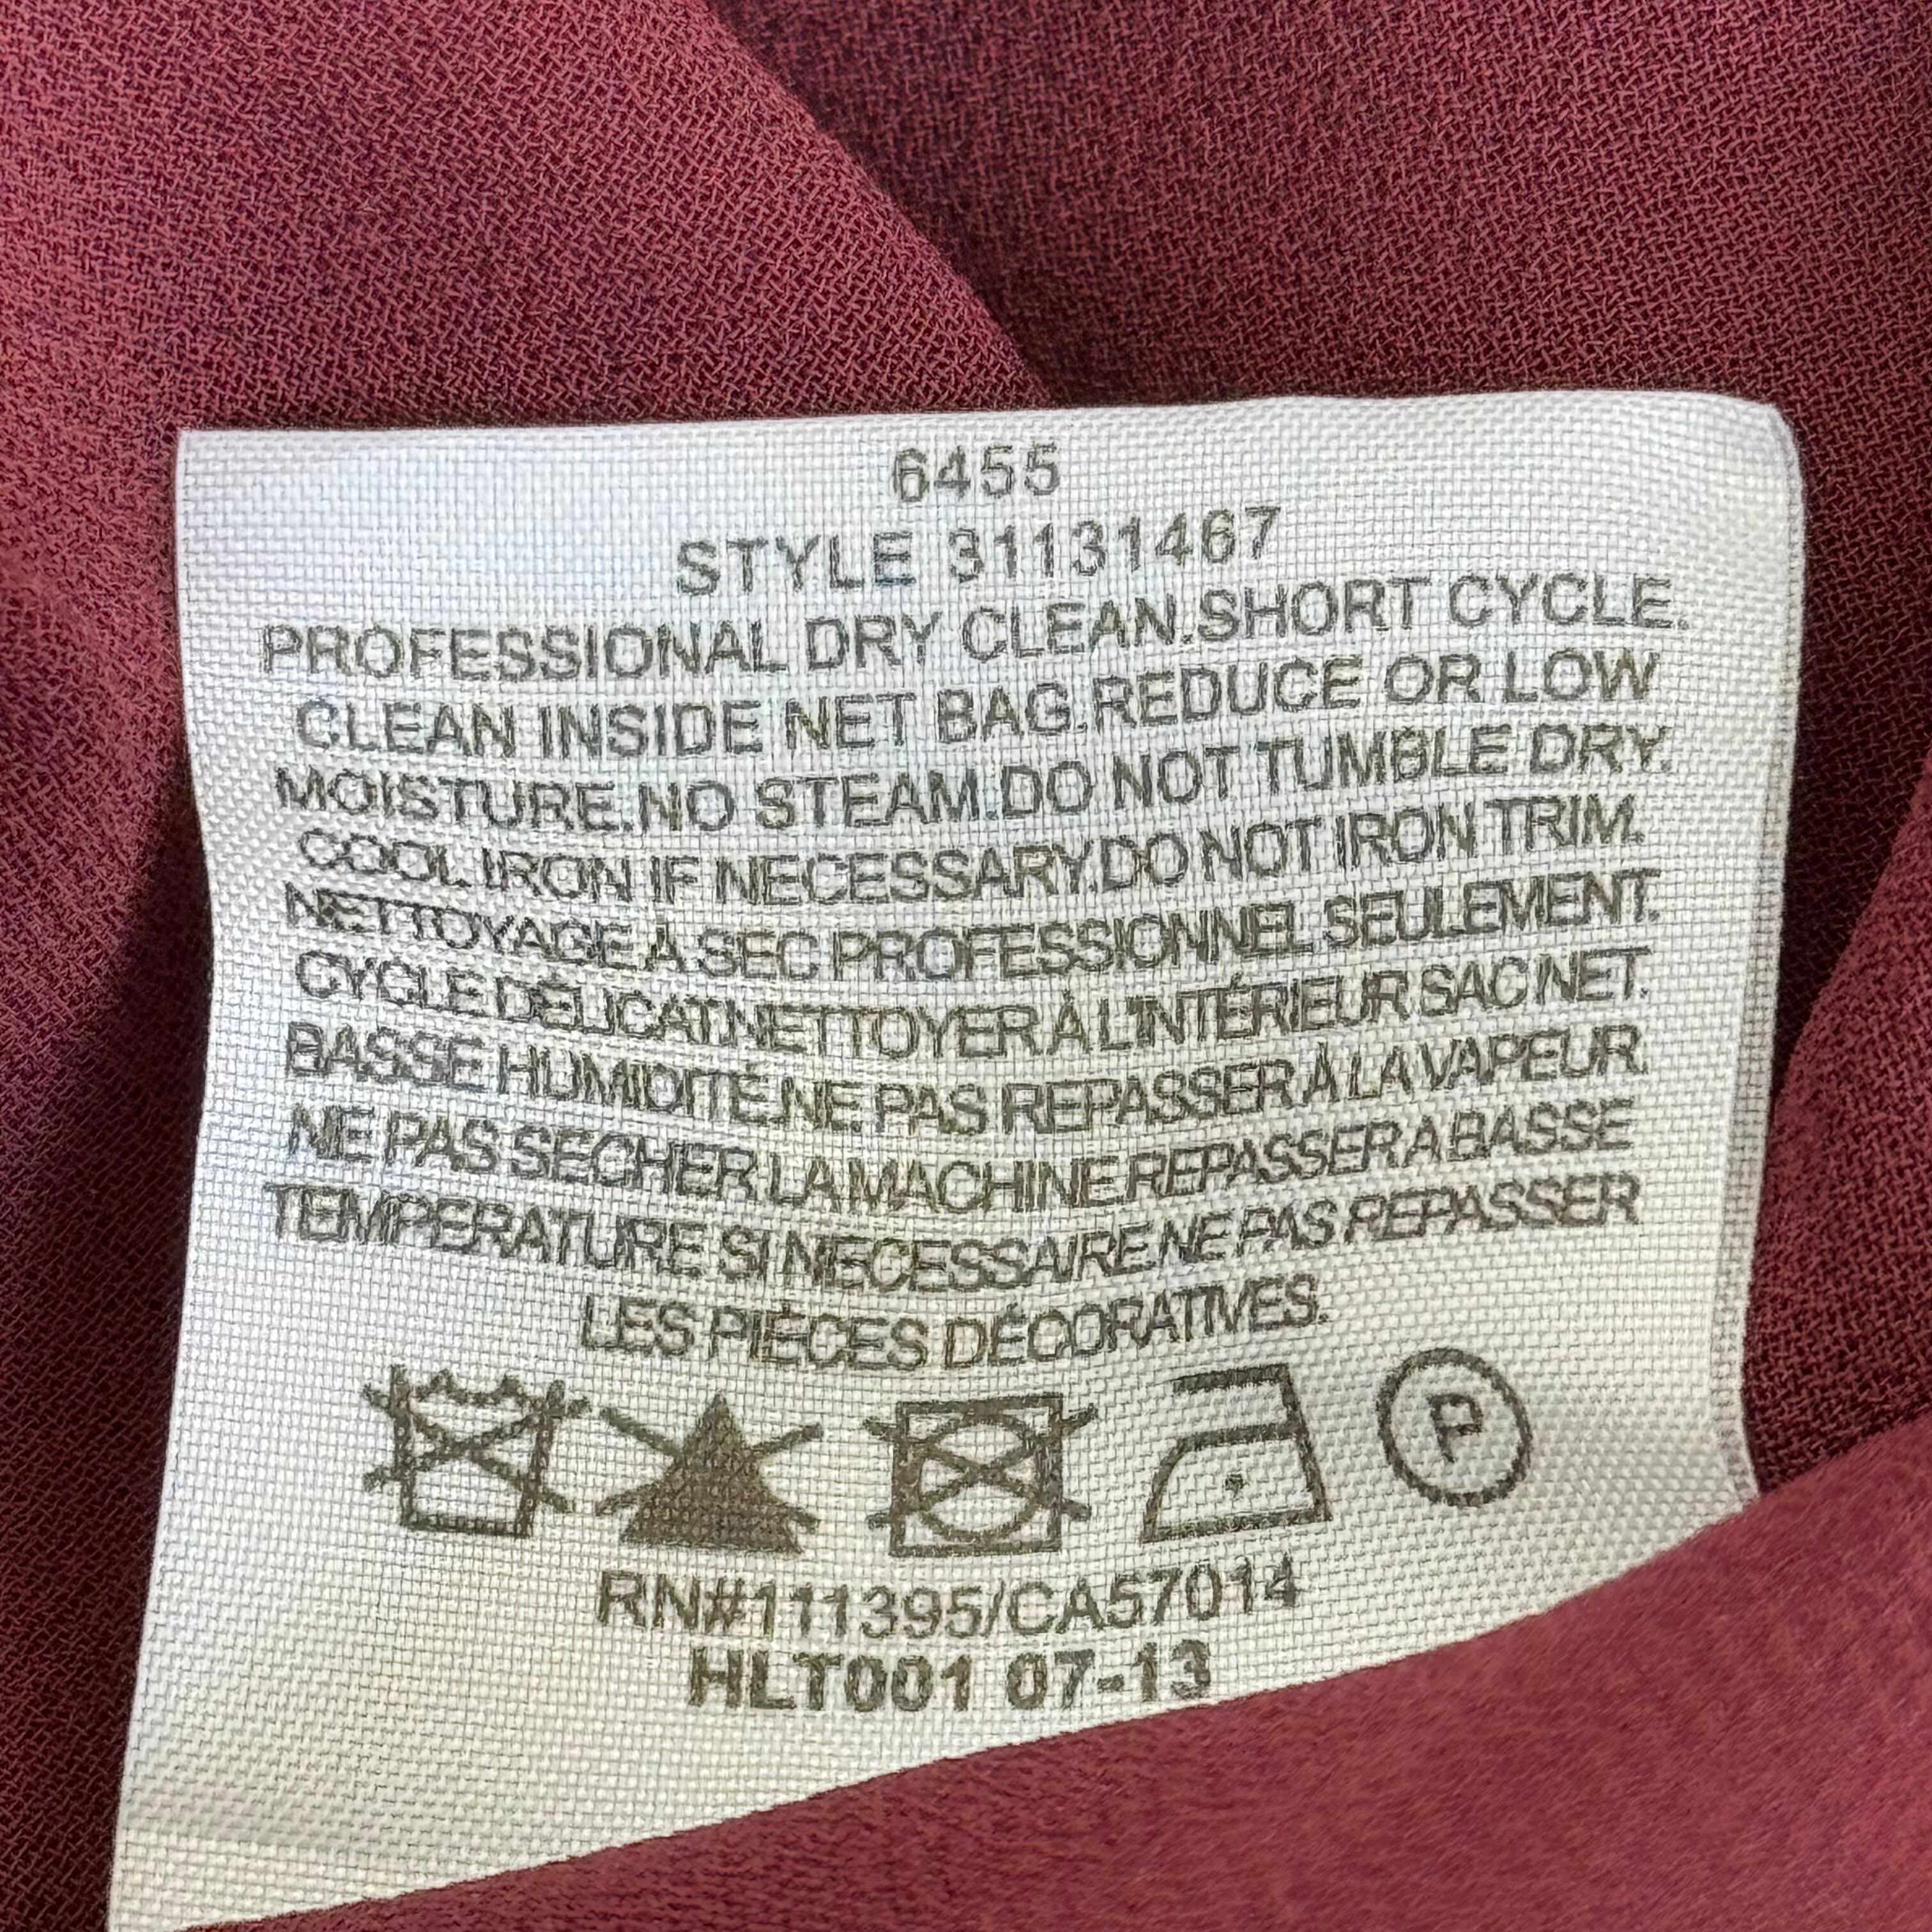 6455
STYLE 31131467
PROFESSIONAL DRY CLEAN.SHORT CYCLE.
CLEAN INSIDE NET BAG.REDUCE OR LOW
MOISTURE.NO STEAM.DO NOT TUMBLE DRY.
COOL IRON IF NECESSARY.DO NOT IRON TRIM.
NETTOYAGE À SEC PROFESSIONNEL SEULEMENT.
CYCLE DÉLICAT.NETTOYER À L'INTÉRIEUR SAC NET.
BASSE HUMIDITÉ.NE PAS REPASSER À LA VAPEUR.
NE PAS SÉCHER LA MACHINE.REPASSER A BASSE
TEMPERATURE SI NECESSAIRE.NE PAS REPASSER
LES PIÈCES DÉCORATIVES.
P
RN#111395/CA57014
HLT001 07-13